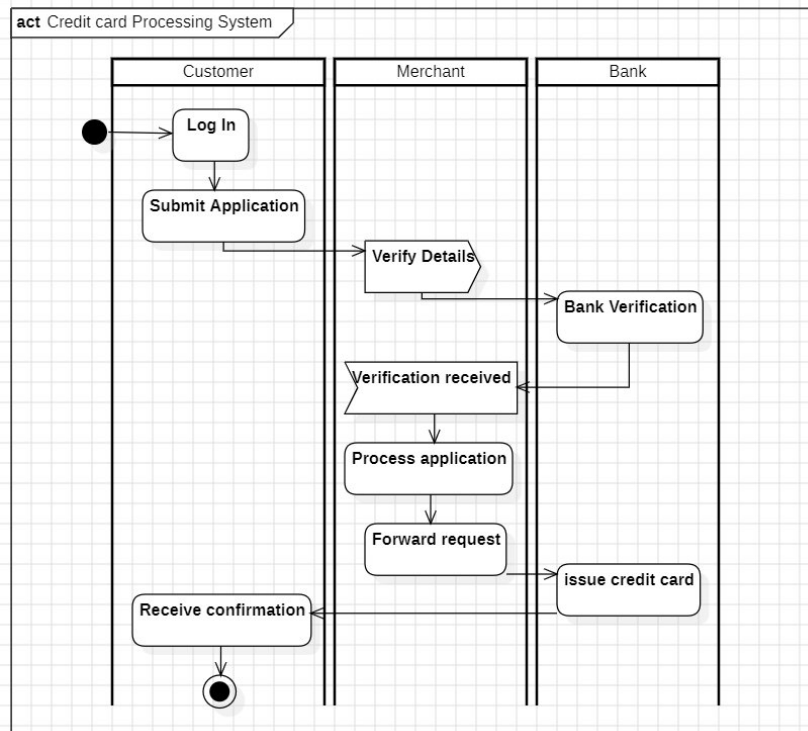 act Credit card Processing System
Customer
Merchant
Bank
Log In
Submit Application
Verify Details
Bank Verification
Verification received
Process application
Forward request
issue credit card
Receive confirmation